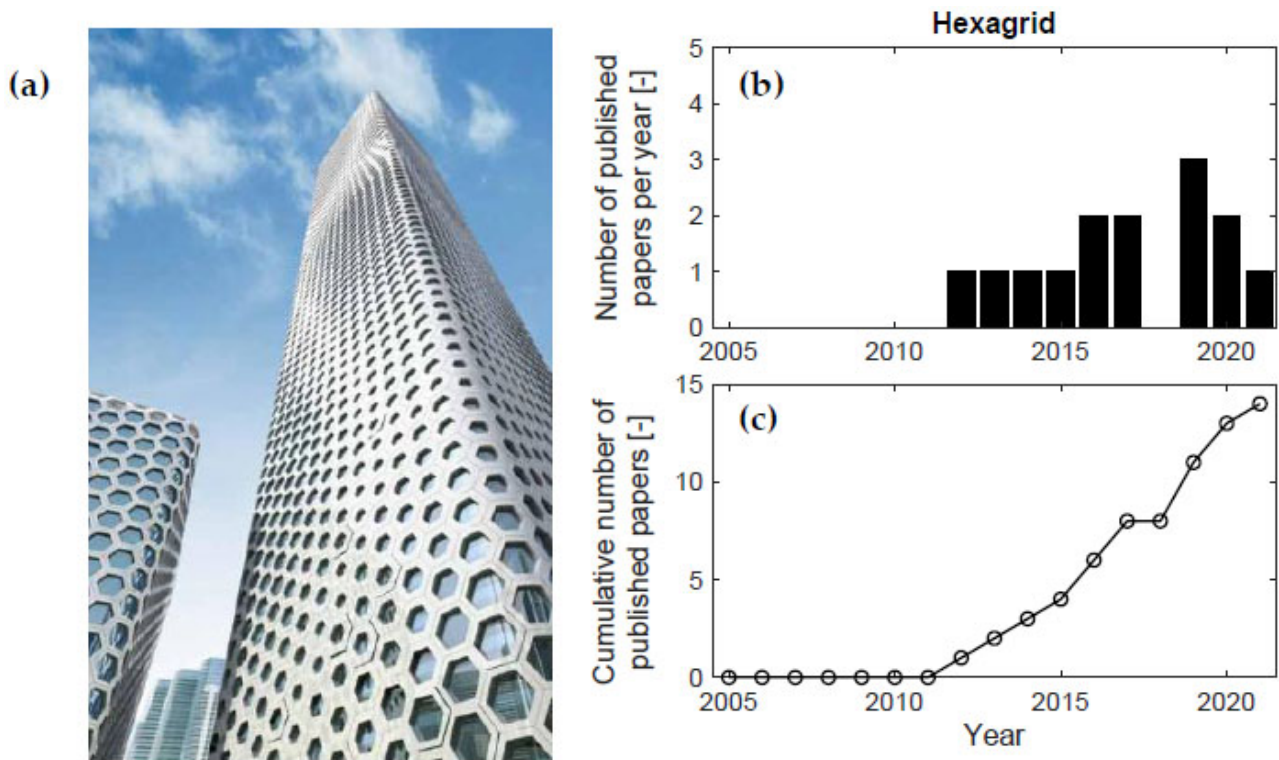 (a)
Hexagrid
(b)
Number of published
papers per year [-]
5
4
3
2
1
0
2005
2010
2015
2020
(c)
Cumulative number of
published papers [-]
15
10
5
0
2005
2010
2015
2020
Year